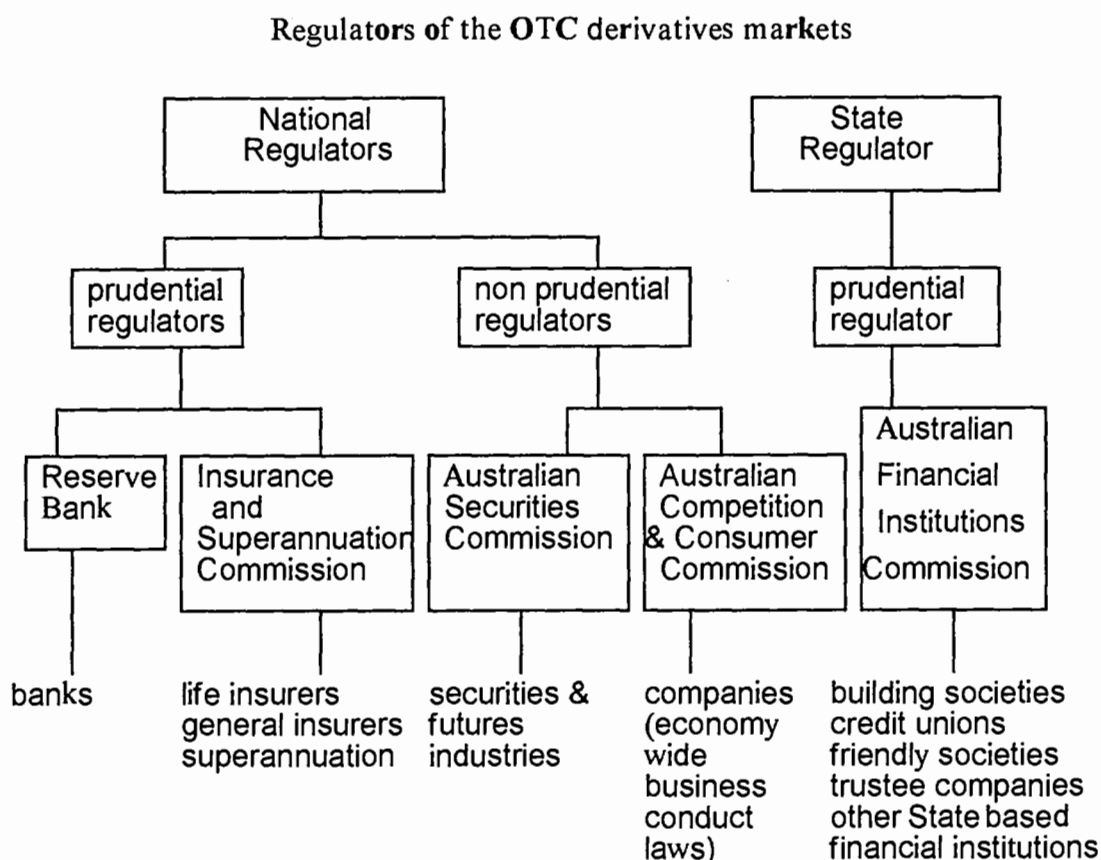 Regulators of the OTC derivatives markets
National
Regulators
State
Regulator
prudential
regulators
non prudential
regulators
prudential
regulator
Reserve
Bank
Insurance
and
Superannuation
Commission
Australian
Securities
Commission
Australian
Competition
& Consumer
Commission
Australian
Financial
Institutions
Commission
banks
life insurers
general insurers
superannuation
securities &
futures
industries
companies
(economy
wide
business
conduct
laws)
building societies
credit unions
friendly societies
trustee companies
other State based
financial institutions